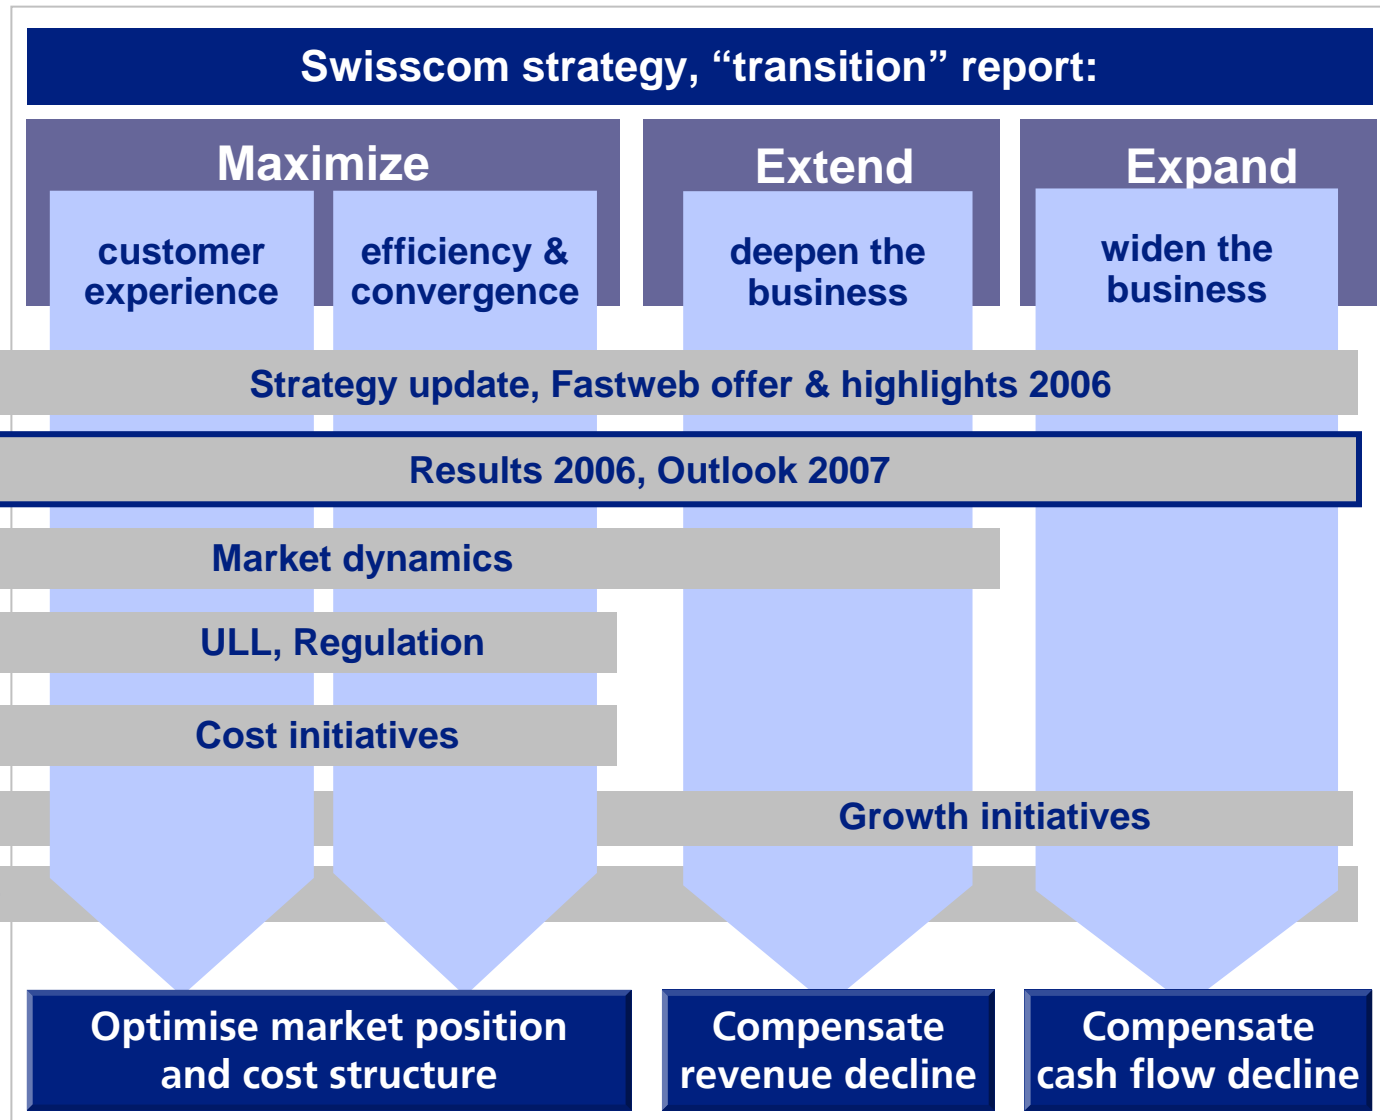 Swisscom strategy, “transition” report:
Maximize
Extend
Expand
customer
experience
efficiency &
convergence
deepen the
business
widen the
business
Strategy update, Fastweb offer & highlights 2006
Results 2006, Outlook 2007
Market dynamics
ULL, Regulation
Cost initiatives
Growth initiatives
Optimise market position
and cost structure
Compensate
revenue decline
Compensate
cash flow decline